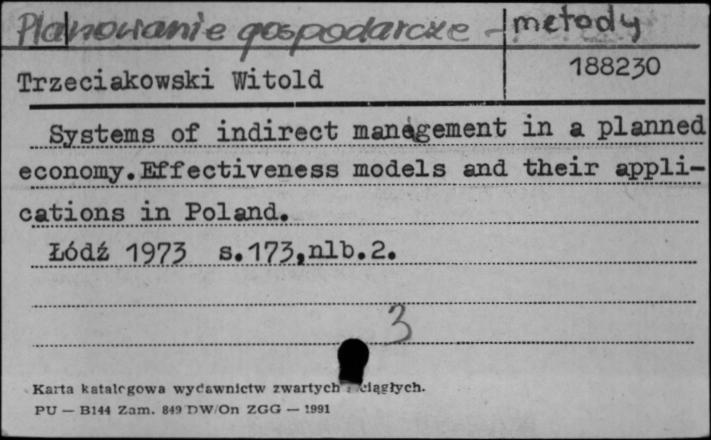 Planowanie gospodarcze - metody
Trzeciakowski Witold 188230
Systems of indirect management in a planned
economy.Effectiveness models and their appli-
cations in Poland.
Łódź 1973 s.173,nlb.2.
3
Karta katalogowa wydawnictw zwartych i ciągłych.
PU — B144 Zam. 849 DW/On ZGG — 1991